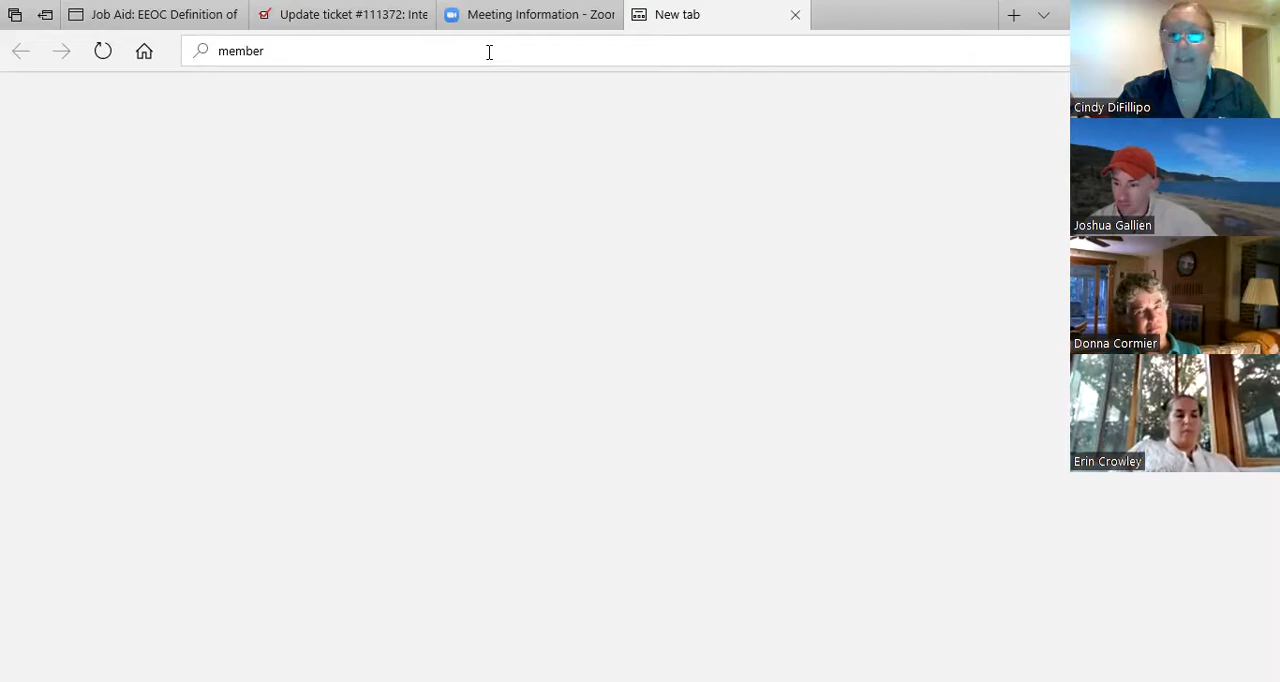 Job Aid: EEOC Definition of
Update ticket #111372: Inte
Meeting Information - Zoor
New tab
member
Cindy DiFillipo
Joshua Gallien
Donna Cormier
Erin Crowley